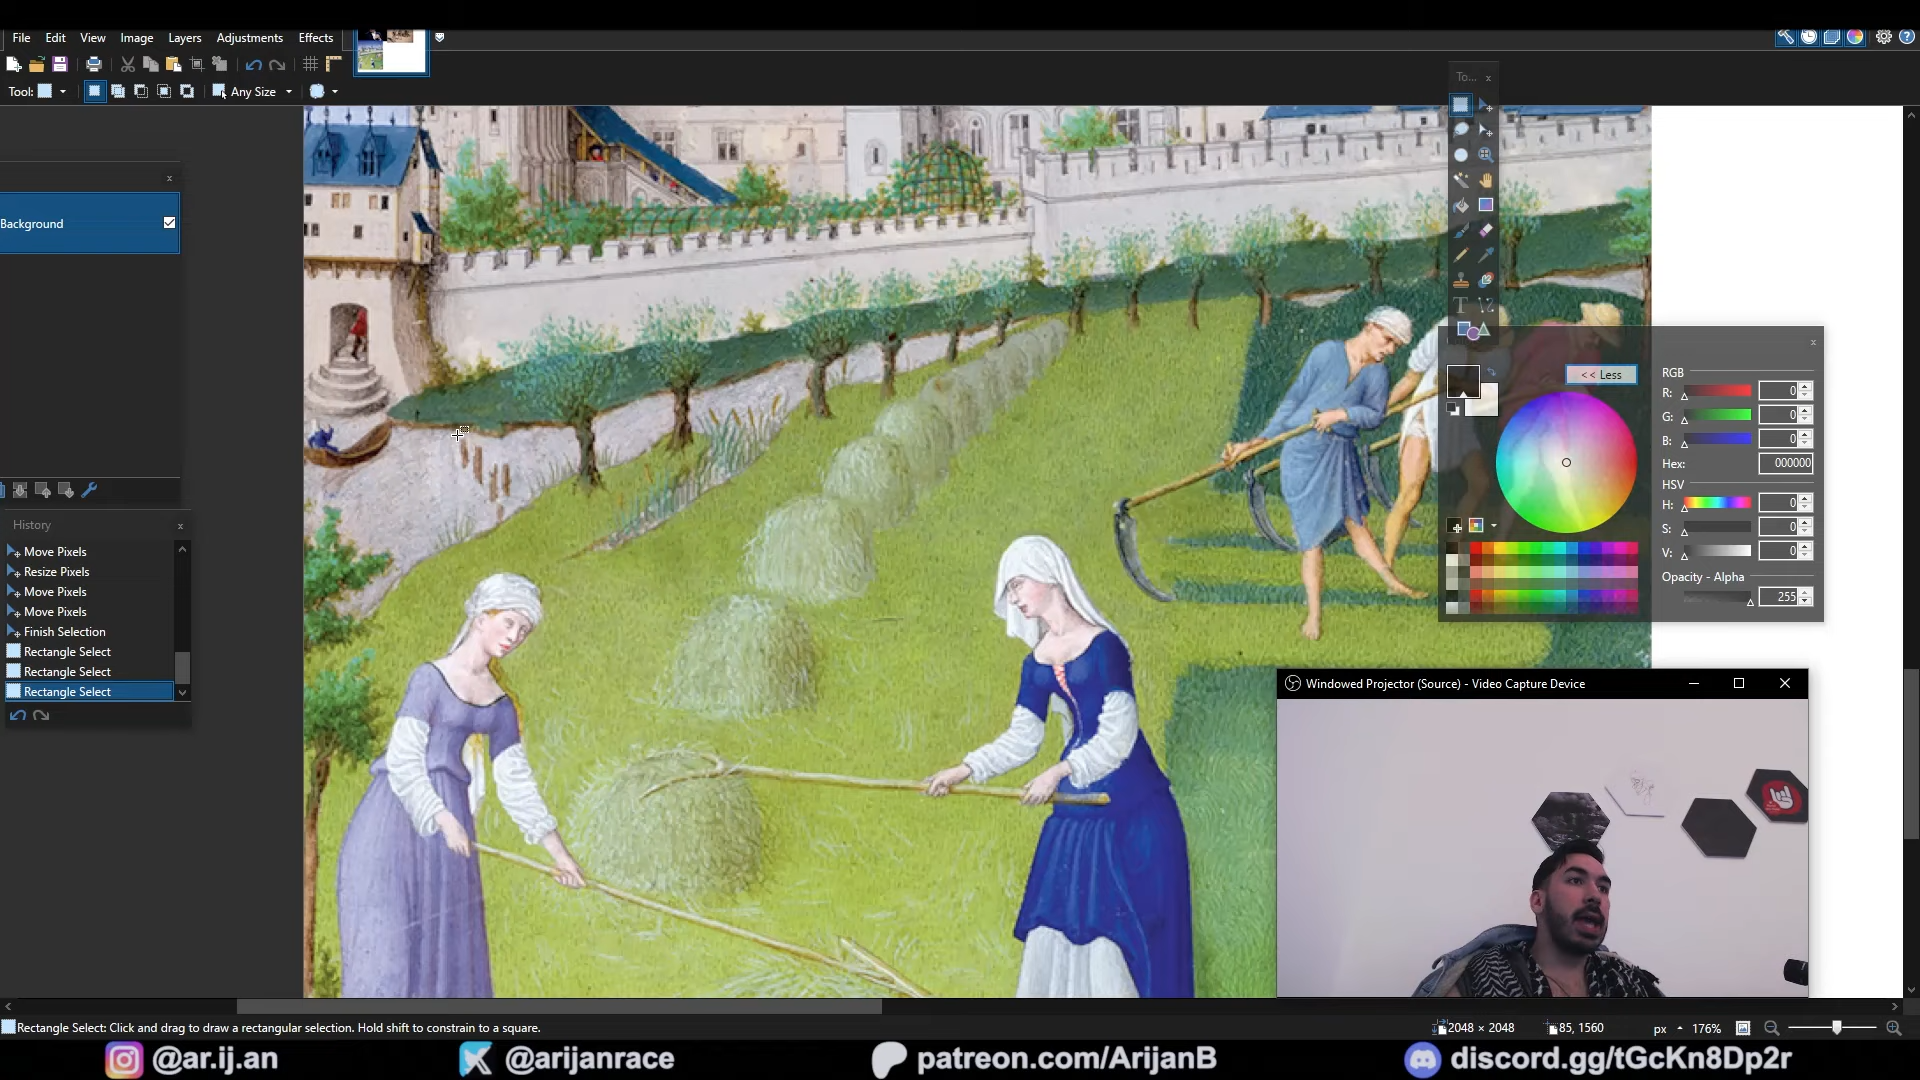 File Edit View Image Layers Adjustments Effects
Tool: Any Size
To...
Background
History
Move Pixels
Resize Pixels
Move Pixels
Move Pixels
Finish Selection
Rectangle Select
Rectangle Select
Rectangle Select
<< Less
RGB
R: 0
G: 0
B: 0
Hex: 000000
HSV
H: 0
S: 0
V: 0
Opacity - Alpha
255
Windowed Projector (Source) - Video Capture Device
Rectangle Select: Click and drag to draw a rectangular selection. Hold shift to constrain to a square.
2048 × 2048 85, 1560 px 176%
@ar.ij.an @arijanrace patreon.com/ArijanB discord.gg/tGcKn8Dp2r